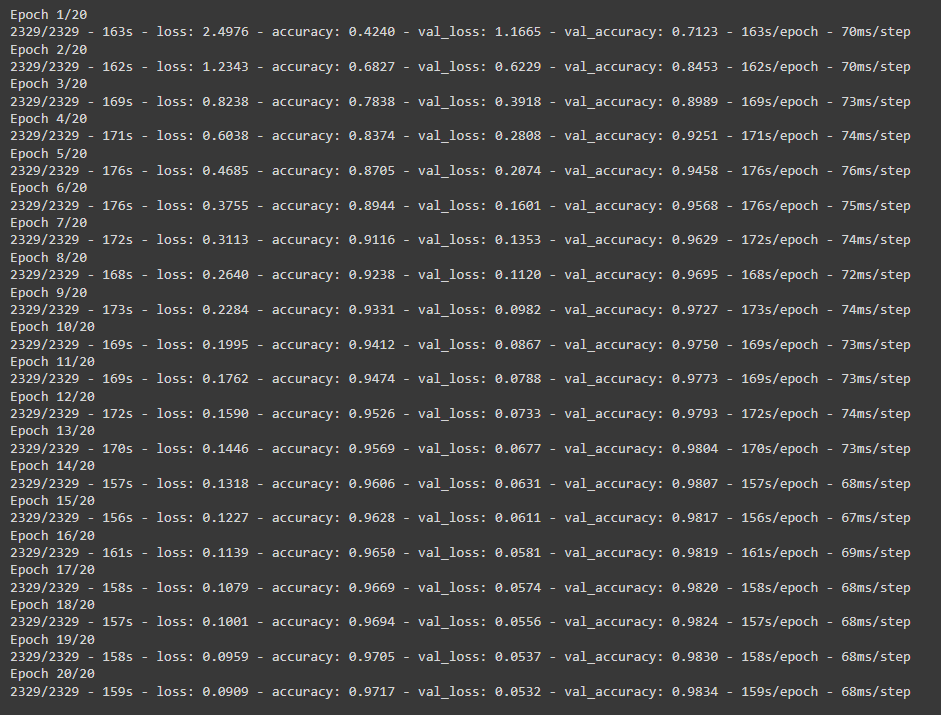 Epoch 1/20
2329/2329 - 163s - loss: 2.4976 - accuracy: 0.4240 - val_loss: 1.1665 - val_accuracy: 0.7123 - 163s/epoch - 70ms/step
Epoch 2/20
2329/2329 - 162s - loss: 1.2343 - accuracy: 0.6827 - val_loss: 0.6229 - val_accuracy: 0.8453 - 162s/epoch - 70ms/step
Epoch 3/20
2329/2329 - 169s - loss: 0.8238 - accuracy: 0.7838 - val_loss: 0.3918 - val_accuracy: 0.8989 - 169s/epoch - 73ms/step
Epoch 4/20
2329/2329 - 171s - loss: 0.6038 - accuracy: 0.8374 - val_loss: 0.2808 - val_accuracy: 0.9251 - 171s/epoch - 74ms/step
Epoch 5/20
2329/2329 - 176s - loss: 0.4685 - accuracy: 0.8705 - val_loss: 0.2074 - val_accuracy: 0.9458 - 176s/epoch - 76ms/step
Epoch 6/20
2329/2329 - 176s - loss: 0.3755 - accuracy: 0.8944 - val_loss: 0.1601 - val_accuracy: 0.9568 - 176s/epoch - 75ms/step
Epoch 7/20
2329/2329 - 172s - loss: 0.3113 - accuracy: 0.9116 - val_loss: 0.1353 - val_accuracy: 0.9629 - 172s/epoch - 74ms/step
Epoch 8/20
2329/2329 - 168s - loss: 0.2640 - accuracy: 0.9238 - val_loss: 0.1120 - val_accuracy: 0.9695 - 168s/epoch - 72ms/step
Epoch 9/20
2329/2329 - 173s - loss: 0.2284 - accuracy: 0.9331 - val_loss: 0.0982 - val_accuracy: 0.9727 - 173s/epoch - 74ms/step
Epoch 10/20
2329/2329 - 169s - loss: 0.1995 - accuracy: 0.9412 - val_loss: 0.0867 - val_accuracy: 0.9750 - 169s/epoch - 73ms/step
Epoch 11/20
2329/2329 - 169s - loss: 0.1762 - accuracy: 0.9474 - val_loss: 0.0788 - val_accuracy: 0.9773 - 169s/epoch - 73ms/step
Epoch 12/20
2329/2329 - 172s - loss: 0.1590 - accuracy: 0.9526 - val_loss: 0.0733 - val_accuracy: 0.9793 - 172s/epoch - 74ms/step
Epoch 13/20
2329/2329 - 170s - loss: 0.1446 - accuracy: 0.9569 - val_loss: 0.0677 - val_accuracy: 0.9804 - 170s/epoch - 73ms/step
Epoch 14/20
2329/2329 - 157s - loss: 0.1318 - accuracy: 0.9606 - val_loss: 0.0631 - val_accuracy: 0.9807 - 157s/epoch - 68ms/step
Epoch 15/20
2329/2329 - 156s - loss: 0.1227 - accuracy: 0.9628 - val_loss: 0.0611 - val_accuracy: 0.9817 - 156s/epoch - 67ms/step
Epoch 16/20
2329/2329 - 161s - loss: 0.1139 - accuracy: 0.9650 - val_loss: 0.0581 - val_accuracy: 0.9819 - 161s/epoch - 69ms/step
Epoch 17/20
2329/2329 - 158s - loss: 0.1079 - accuracy: 0.9669 - val_loss: 0.0574 - val_accuracy: 0.9820 - 158s/epoch - 68ms/step
Epoch 18/20
2329/2329 - 157s - loss: 0.1001 - accuracy: 0.9694 - val_loss: 0.0556 - val_accuracy: 0.9824 - 157s/epoch - 68ms/step
Epoch 19/20
2329/2329 - 158s - loss: 0.0959 - accuracy: 0.9705 - val_loss: 0.0537 - val_accuracy: 0.9830 - 158s/epoch - 68ms/step
Epoch 20/20
2329/2329 - 159s - loss: 0.0909 - accuracy: 0.9717 - val_loss: 0.0532 - val_accuracy: 0.9834 - 159s/epoch - 68ms/step